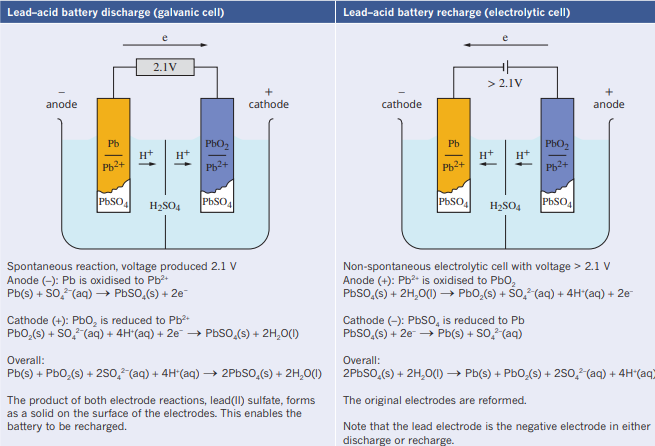 Lead–acid battery discharge (galvanic cell)
e
2.1V
–
anode
+
cathode
Pb
Pb²⁺
PbSO₄
H⁺
H⁺
H₂SO₄
PbO₂
Pb²⁺
PbSO₄
Spontaneous reaction, voltage produced 2.1 V
Anode (–): Pb is oxidised to Pb²⁺
Pb(s) + SO₄²⁻(aq) → PbSO₄(s) + 2e⁻
Cathode (+): PbO₂ is reduced to Pb²⁺
PbO₂(s) + SO₄²⁻(aq) + 4H⁺(aq) + 2e⁻ → PbSO₄(s) + 2H₂O(l)
Overall:
Pb(s) + PbO₂(s) + 2SO₄²⁻(aq) + 4H⁺(aq) → 2PbSO₄(s) + 2H₂O(l)
The product of both electrode reactions, lead(II) sulfate, forms
as a solid on the surface of the electrodes. This enables the
battery to be recharged.
Lead–acid battery recharge (electrolytic cell)
e
> 2.1V
–
cathode
+
anode
Pb
Pb²⁺
PbSO₄
H⁺
H⁺
H₂SO₄
PbO₂
Pb²⁺
PbSO₄
Non-spontaneous electrolytic cell with voltage > 2.1 V
Anode (+): Pb²⁺ is oxidised to PbO₂
PbSO₄(s) + 2H₂O(l) → PbO₂(s) + SO₄²⁻(aq) + 4H⁺(aq) + 2e⁻
Cathode (–): PbSO₄ is reduced to Pb
PbSO₄(s) + 2e⁻ → Pb(s) + SO₄²⁻(aq)
Overall:
2PbSO₄(s) + 2H₂O(l) → Pb(s) + PbO₂(s) + 2SO₄²⁻(aq) + 4H⁺(aq)
The original electrodes are reformed.
Note that the lead electrode is the negative electrode in either
discharge or recharge.